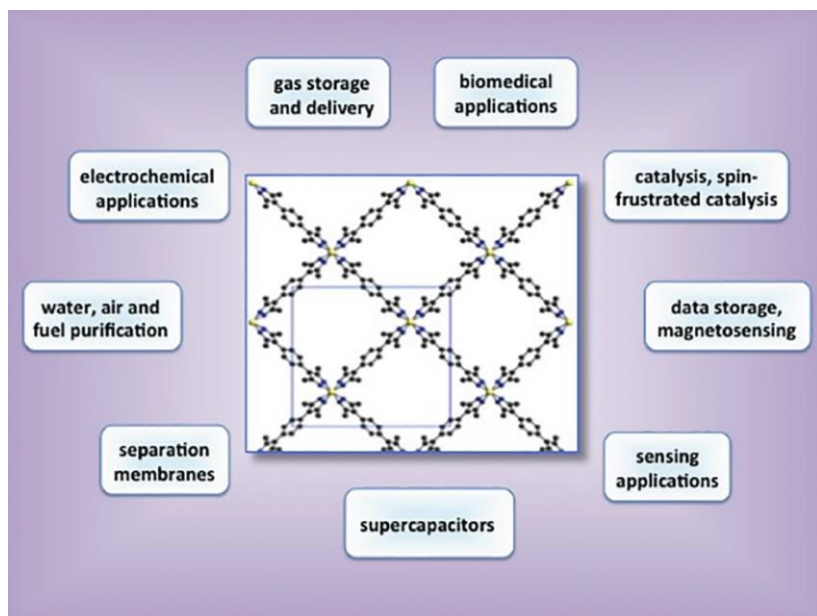 gas storage
and delivery
biomedical
applications
electrochemical
applications
catalysis, spin-
frustrated catalysis
water, air and
fuel purification
data storage,
magnetosensing
separation
membranes
sensing
applications
supercapacitors